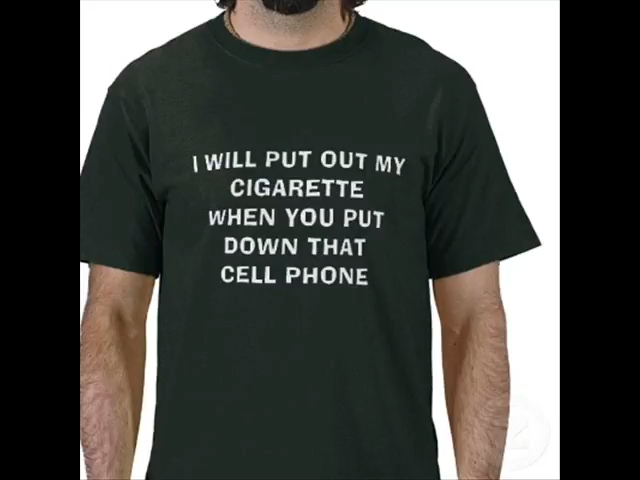 I WILL PUT OUT MY
CIGARETTE
WHEN YOU PUT
DOWN THAT
CELL PHONE